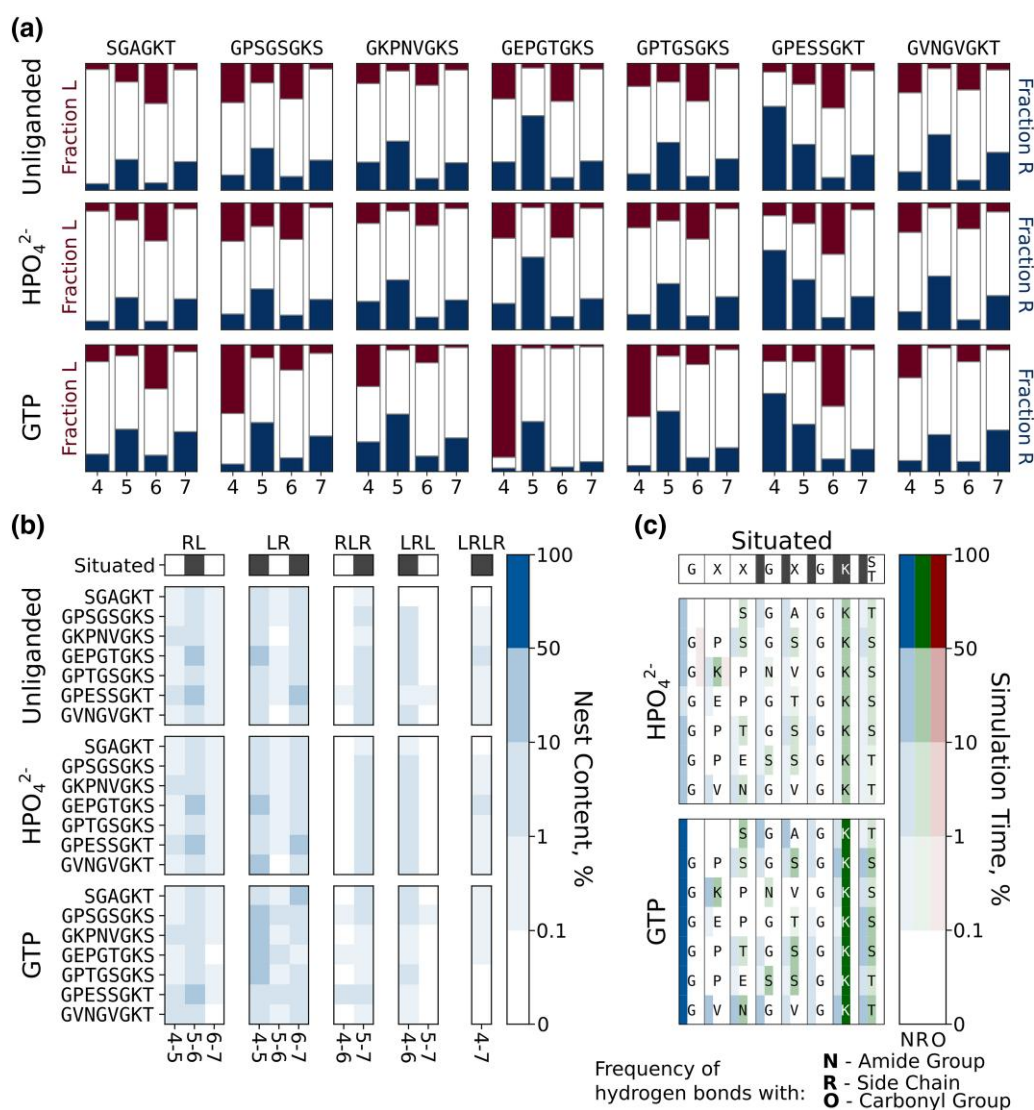 (a)
SGAGKT GPSGSGKS GKPNVGKS GEPGTGKS GPTGSGKS GPESSGKT GVNGVGKT
Unliganded
Fraction L
Fraction R
HPO₄²⁻
Fraction L
Fraction R
GTP
Fraction L
Fraction R
4 5 6 7 4 5 6 7 4 5 6 7 4 5 6 7 4 5 6 7 4 5 6 7 4 5 6 7
(b)
RL LR RLR LRL LRLR
Situated
Unliganded
SGAGKT
GPSGSGKS
GKPNVGKS
GEPGTGKS
GPTGSGKS
GPESSGKT
GVNGVGKT
HPO₄²⁻
SGAGKT
GPSGSGKS
GKPNVGKS
GEPGTGKS
GPTGSGKS
GPESSGKT
GVNGVGKT
GTP
SGAGKT
GPSGSGKS
GKPNVGKS
GEPGTGKS
GPTGSGKS
GPESSGKT
GVNGVGKT
4-5 5-6 6-7 4-5 5-6 6-7 4-6 5-7 4-6 5-7 4-7
100
50
10
1
0.1
0
Nest Content, %
(c)
Situated
G X X G X G K S
T
HPO₄²⁻
S G A G K T
G P S G S G K S
G K P N V G K S
G E P G T G K S
G P T G S G K S
G P E S S G K T
G V N G V G K T
GTP
S G A G K T
G P S G S G K S
G K P N V G K S
G E P G T G K S
G P T G S G K S
G P E S S G K T
G V N G V G K T
100
50
10
1
0.1
0
Simulation Time, %
N R O
Frequency of
hydrogen bonds with:
N - Amide Group
R - Side Chain
O - Carbonyl Group